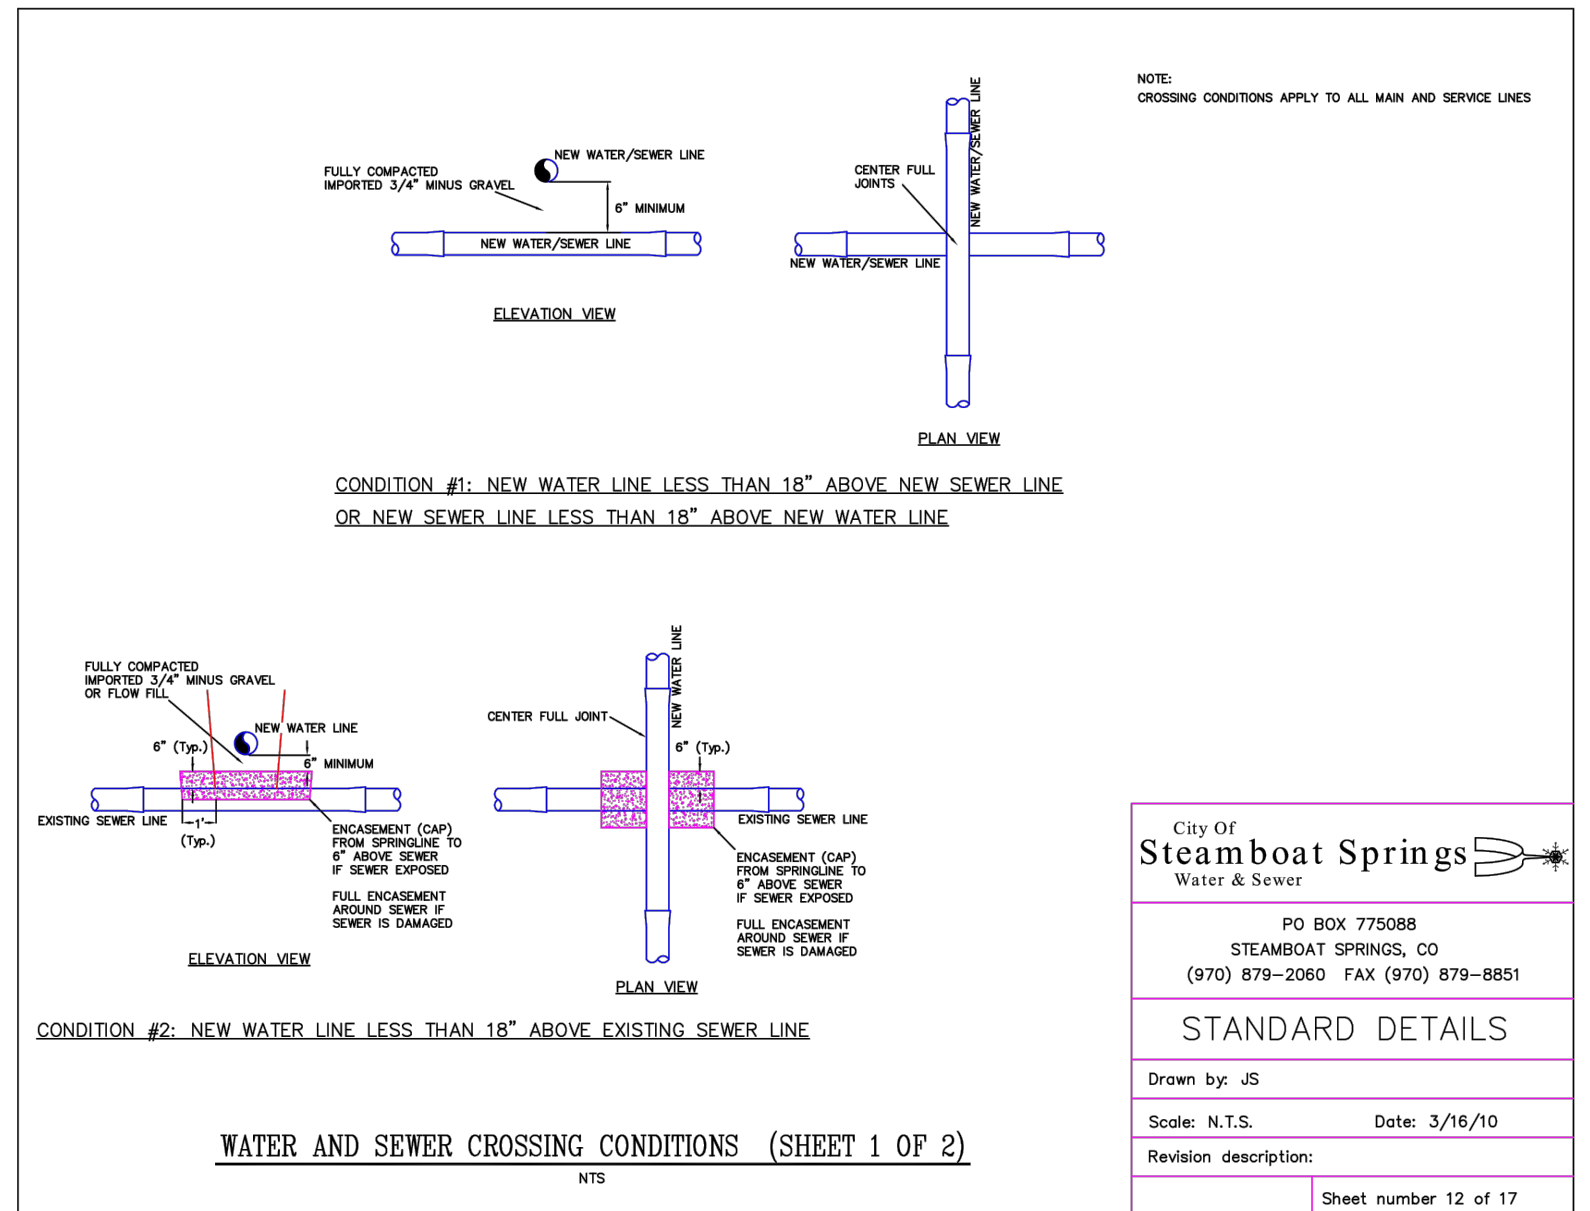 NOTE:
CROSSING CONDITIONS APPLY TO ALL MAIN AND SERVICE LINES
NEW WATER/SEWER LINE
FULLY COMPACTED
IMPORTED 3/4" MINUS GRAVEL
6" MINIMUM
NEW WATER/SEWER LINE
ELEVATION VIEW
NEW WATER/SEWER LINE
CENTER FULL
JOINTS
NEW WATER/SEWER LINE
PLAN VIEW
CONDITION #1: NEW WATER LINE LESS THAN 18" ABOVE NEW SEWER LINE
OR NEW SEWER LINE LESS THAN 18" ABOVE NEW WATER LINE
FULLY COMPACTED
IMPORTED 3/4" MINUS GRAVEL
OR FLOW FILL
NEW WATER LINE
6" (Typ.)
6" MINIMUM
EXISTING SEWER LINE
1'
(Typ.)
ENCASEMENT (CAP)
FROM SPRINGLINE TO
6" ABOVE SEWER
IF SEWER EXPOSED
FULL ENCASEMENT
AROUND SEWER IF
SEWER IS DAMAGED
ELEVATION VIEW
NEW WATER LINE
CENTER FULL JOINT
6" (Typ.)
EXISTING SEWER LINE
ENCASEMENT (CAP)
FROM SPRINGLINE TO
6" ABOVE SEWER
IF SEWER EXPOSED
FULL ENCASEMENT
AROUND SEWER IF
SEWER IS DAMAGED
PLAN VIEW
CONDITION #2: NEW WATER LINE LESS THAN 18" ABOVE EXISTING SEWER LINE
WATER AND SEWER CROSSING CONDITIONS (SHEET 1 OF 2)
NTS
City Of
Steamboat Springs
Water & Sewer
PO BOX 775088
STEAMBOAT SPRINGS, CO
(970) 879-2060 FAX (970) 879-8851
STANDARD DETAILS
Drawn by: JS
Scale: N.T.S. Date: 3/16/10
Revision description:
Sheet number 12 of 17